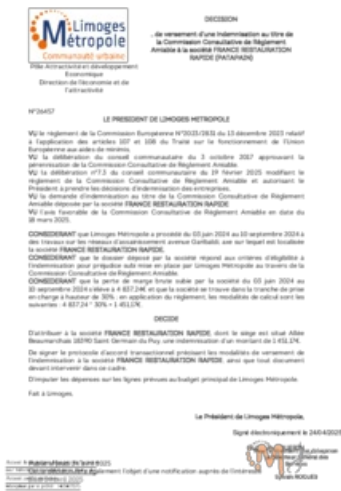 Limoges
Métropole
Communauté urbaine
Pôle Attractivité et développement
Economique
Direction de l'économie et de
l'attractivité
DECISION
de versement d'une indemnisation au titre de
la Commission Consultative de Règlement
Amiable à la société FRANCE RESTAURATION
RAPIDE (PATAPAIN)
N°26457
LE PRESIDENT DE LIMOGES METROPOLE
VU le règlement de la Commission Européenne N°2023/2831 du 13 décembre 2023 relatif
à l'application des articles 107 et 108 du Traité sur le fonctionnement de l'Union
Européenne aux aides de minimis,
VU la délibération du conseil communautaire du 3 octobre 2017 approuvant la
pérennisation de la Commission Consultative de Règlement Amiable,
VU la délibération n°7.3 du conseil communautaire du 19 février 2025 modifiant le
règlement de la Commission Consultative de Règlement Amiable et autorisant le
Président à prendre les décisions d'indemnisation des entreprises,
VU la demande d'indemnisation au titre de la Commission Consultative de Règlement
Amiable déposée par la société FRANCE RESTAURATION RAPIDE,
VU l'avis favorable de la Commission Consultative de Règlement Amiable en date du
18 mars 2025,
CONSIDERANT que Limoges Métropole a procédé du 03 juin 2024 au 10 septembre 2024 à
des travaux sur les réseaux d'assainissement avenue Garibaldi, axe sur lequel est localisée
la société FRANCE RESTAURATION RAPIDE,
CONSIDERANT que le dossier déposé par la société répond aux critères d'éligibilité à
l'indemnisation pour préjudice subi mise en place par Limoges Métropole au travers de la
Commission Consultative de Règlement Amiable,
CONSIDERANT que la perte de marge brute subie par la société du 03 juin 2024 au
10 septembre 2024 s'élève à 4 837,24€ et que la société se trouve dans la tranche de prise
en charge à hauteur de 30% : en application du règlement, les modalités de calcul sont les
suivantes : 4 837,24 * 30% = 1 451,17€,
DECIDE
D'attribuer à la société FRANCE RESTAURATION RAPIDE, dont le siège est situé Allée
Beaumarchais 18390 Saint Germain du Puy, une indemnisation d'un montant de 1 451,17€.
De signer le protocole d'accord transactionnel précisant les modalités de versement de
l'indemnisation à la société FRANCE RESTAURATION RAPIDE ainsi que tout document
devant intervenir dans ce cadre.
D'imputer les dépenses sur les lignes prévues au budget principal de Limoges Métropole.
Fait à Limoges,
Le Président de Limoges Métropole,
Signé électroniquement le 24/04/2025
également l'objet d'une notification auprès de l'intéressé
Sylvain ROQUES